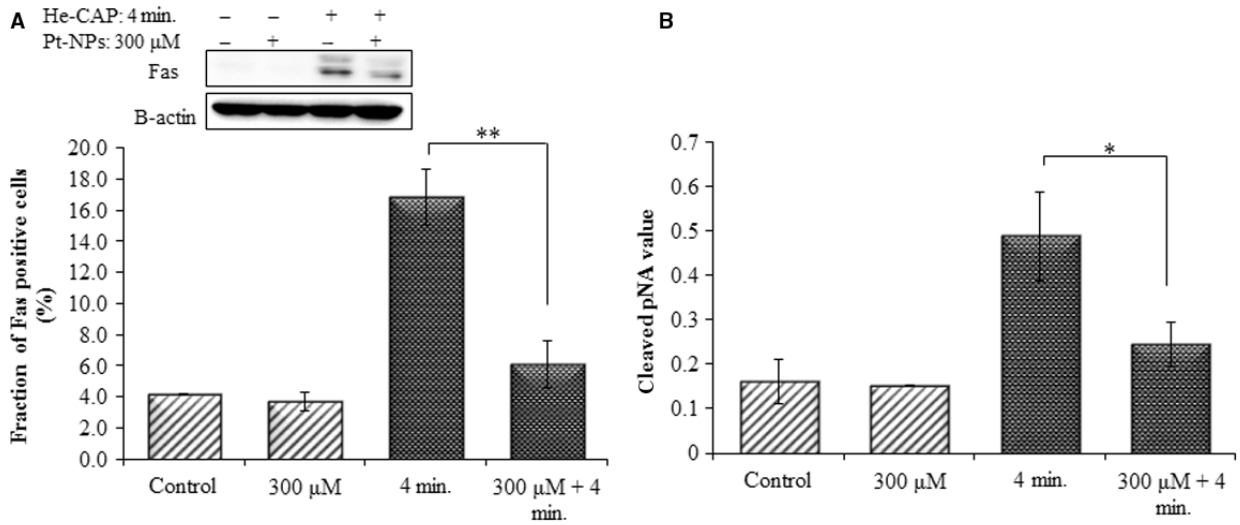 A
He-CAP: 4 min. – – + +
Pt-NPs: 300 µM – + – +
Fas
B-actin
Fraction of Fas positive cells
(%)
20.0
18.0
16.0
14.0
12.0
10.0
8.0
6.0
4.0
2.0
0.0
**
Control
300 µM
4 min.
300 µM + 4
min.
B
Cleaved pNA value
0.7
0.6
0.5
0.4
0.3
0.2
0.1
0
*
Control
300 µM
4 min.
300 µM + 4
min.